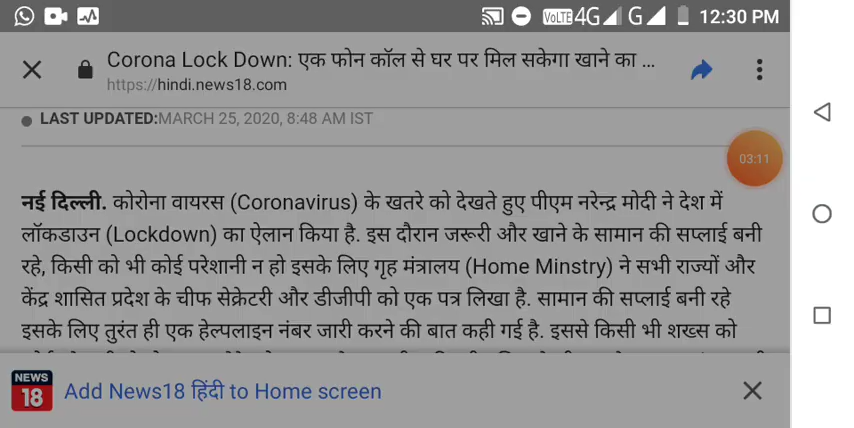 VoLTE 4G G 12:30 PM
Corona Lock Down: एक फोन कॉल से घर पर मिल सकेगा खाने का ...
https://hindi.news18.com
LAST UPDATED:MARCH 25, 2020, 8:48 AM IST
03:11
नई दिल्ली. कोरोना वायरस (Coronavirus) के खतरे को देखते हुए पीएम नरेन्द्र मोदी ने देश में
लॉकडाउन (Lockdown) का ऐलान किया है. इस दौरान जरूरी और खाने के सामान की सप्लाई बनी
रहे, किसी को भी कोई परेशानी न हो इसके लिए गृह मंत्रालय (Home Minstry) ने सभी राज्यों और
केंद्र शासित प्रदेश के चीफ सेक्रेटरी और डीजीपी को एक पत्र लिखा है. सामान की सप्लाई बनी रहे
इसके लिए तुरंत ही एक हेल्पलाइन नंबर जारी करने की बात कही गई है. इससे किसी भी शख्स को
NEWS
18
Add News18 हिंदी to Home screen